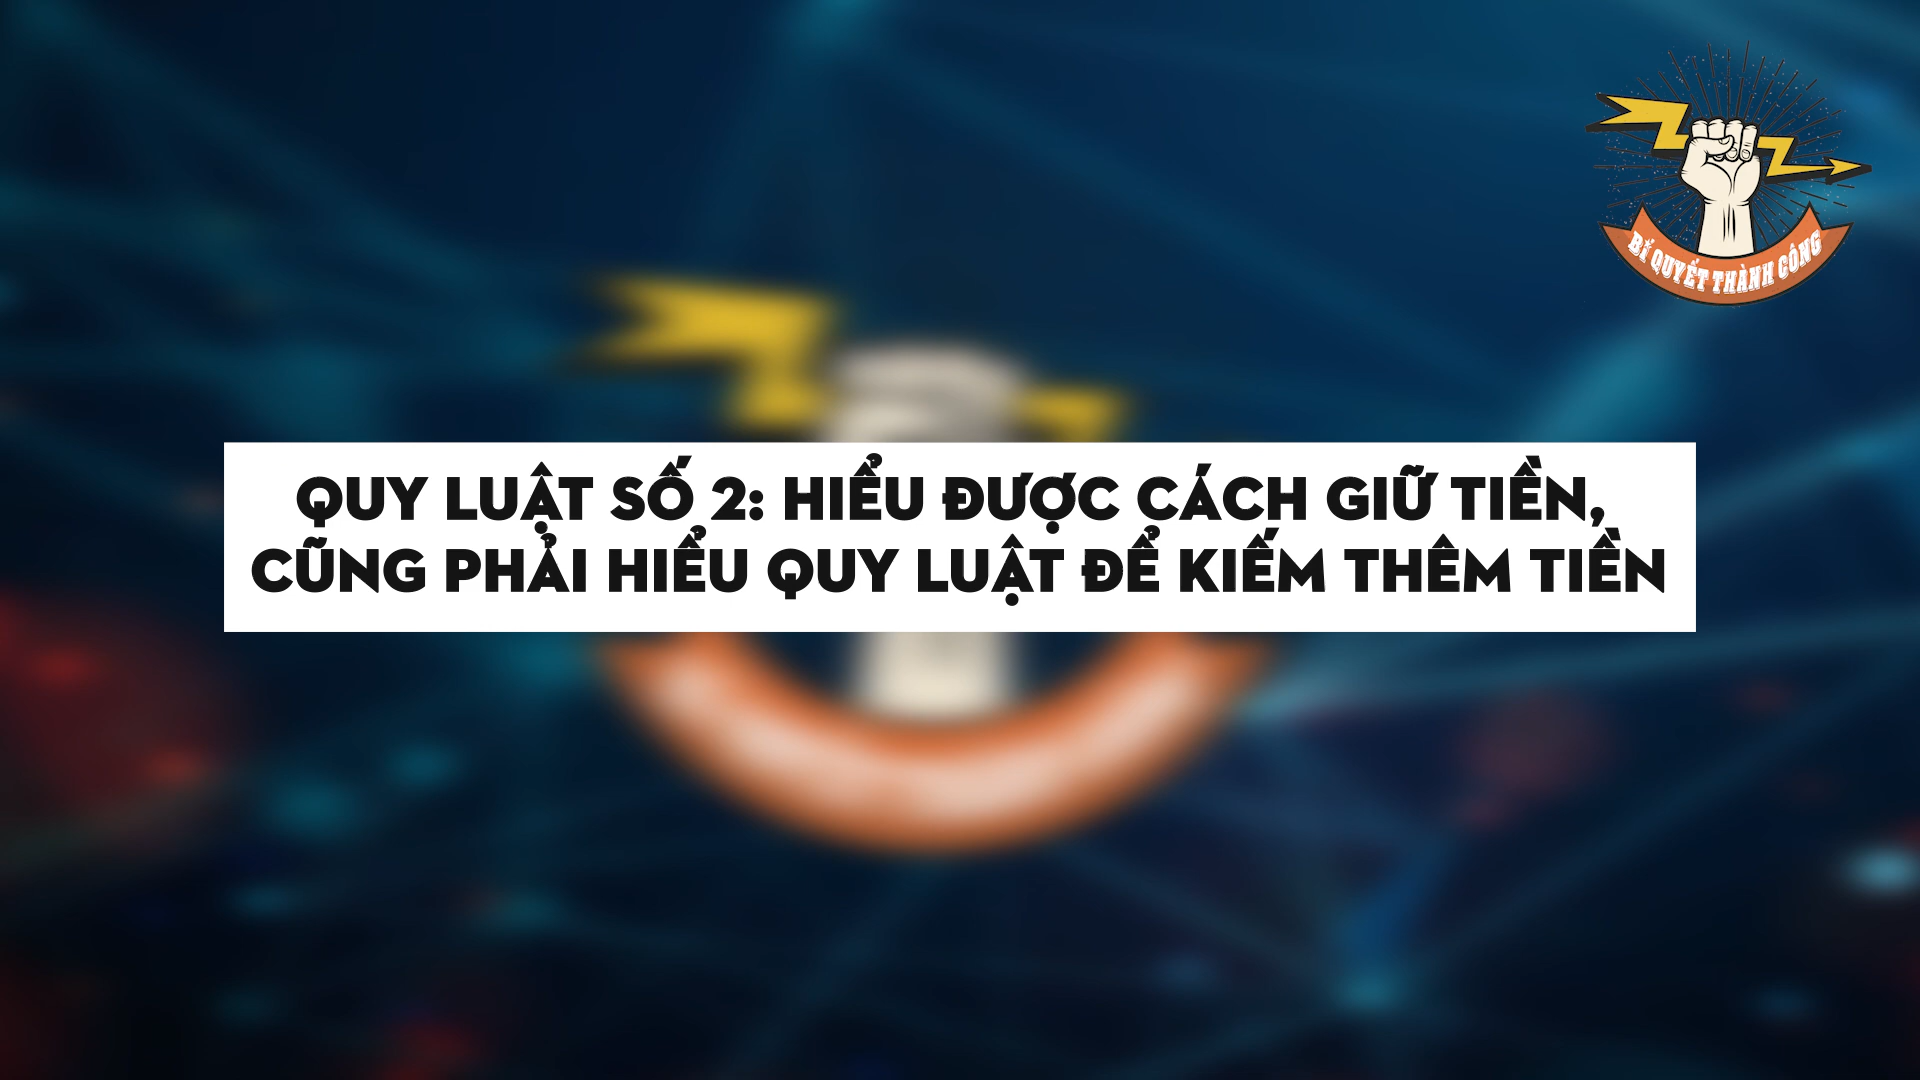 BÍ QUYẾT THÀNH CÔNG
QUY LUẬT SỐ 2: HIỂU ĐƯỢC CÁCH GIỮ TIỀN,
CŨNG PHẢI HIỂU QUY LUẬT ĐỂ KIẾM THÊM TIỀN